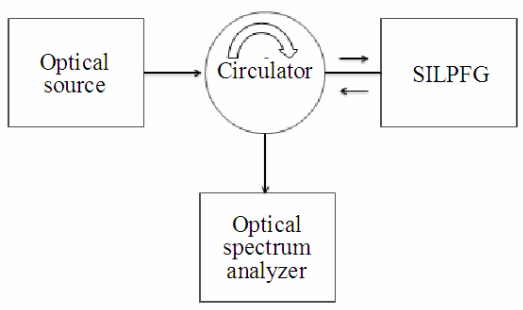 Optical
source
Circulator
SILPFG
Optical
spectrum
analyzer